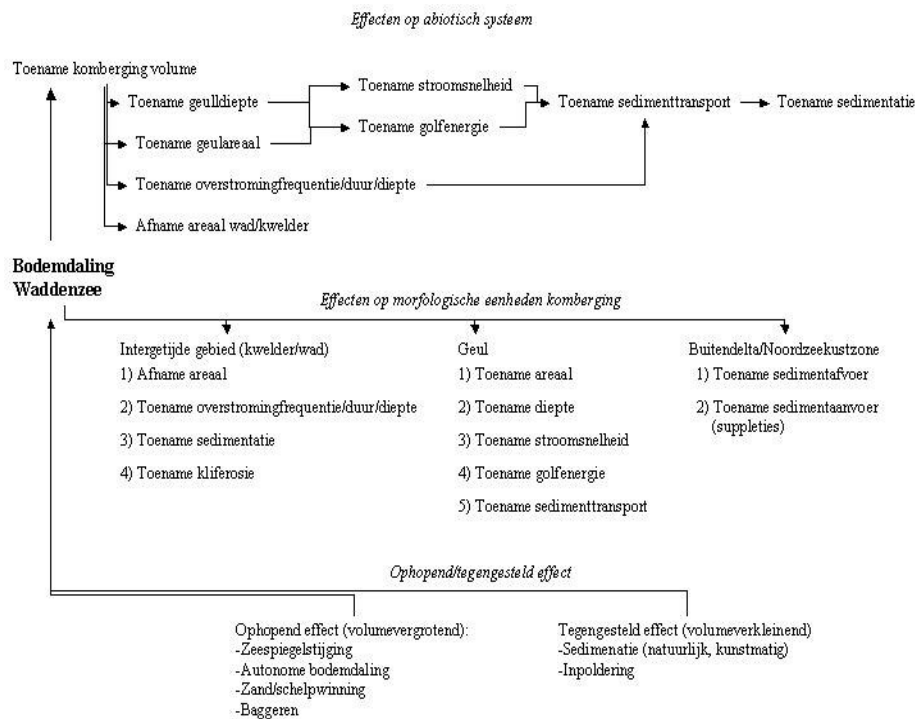 Effecten op abiotisch systeem
Toename komberging volume
Toename geulldiepte
Toename stroomsnelheid
Toename sedimenttransport
Toename sedimentatie
Toename golfenergie
Toename geulareaal
Toename overstromingfrequentie/duur/diepte
Afname areaal wad/kwelder
Bodemdaling
Waddenzee
Effecten op morfologische eenheden komberging
Intergetijde gebied (kwelder/wad)
1) Afname areaal
2) Toename overstromingfrequentie/duur/diepte
3) Toename sedimentatie
4) Toename kliferosie
Geul
1) Toename areaal
2) Toename diepte
3) Toename stroomsnelheid
4) Toename golfenergie
5) Toename sedimenttransport
Buitendelta/Noordzeekustzone
1) Toename sedimentafvoer
2) Toename sedimentaanvoer
(suppleties)
Ophopend/tegengesteld effect
Ophopend effect (volumevergrotend):
-Zeespiegelstijging
-Autonome bodemdaling
-Zand/schelpwinning
-Baggeren
Tegengesteld effect (volumeverkleinend)
-Sedimenatie (natuurlijk, kunstmatig)
-Inpoldering